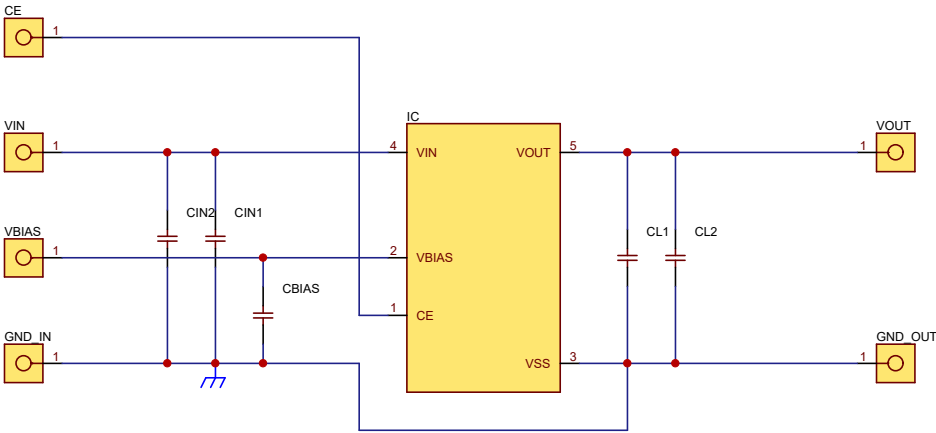 CE
1
IC
VIN
1
4
VIN
VOUT
5
1
VOUT
CIN2
CIN1
CL1
CL2
VBIAS
1
2
VBIAS
CBIAS
1
CE
GND_IN
1
VSS
3
1
GND_OUT